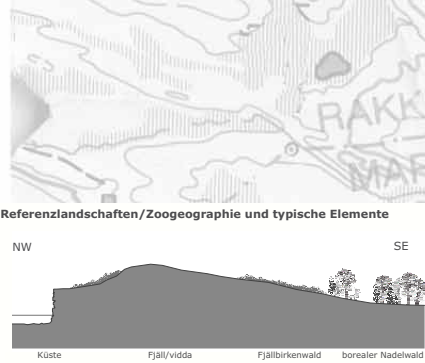 RAKK
MAR
Referenzlandschaften/Zoogeographie und typische Elemente
NW SE
Küste Fjäll/vidda Fjällbirkenwald borealer Nadelwald